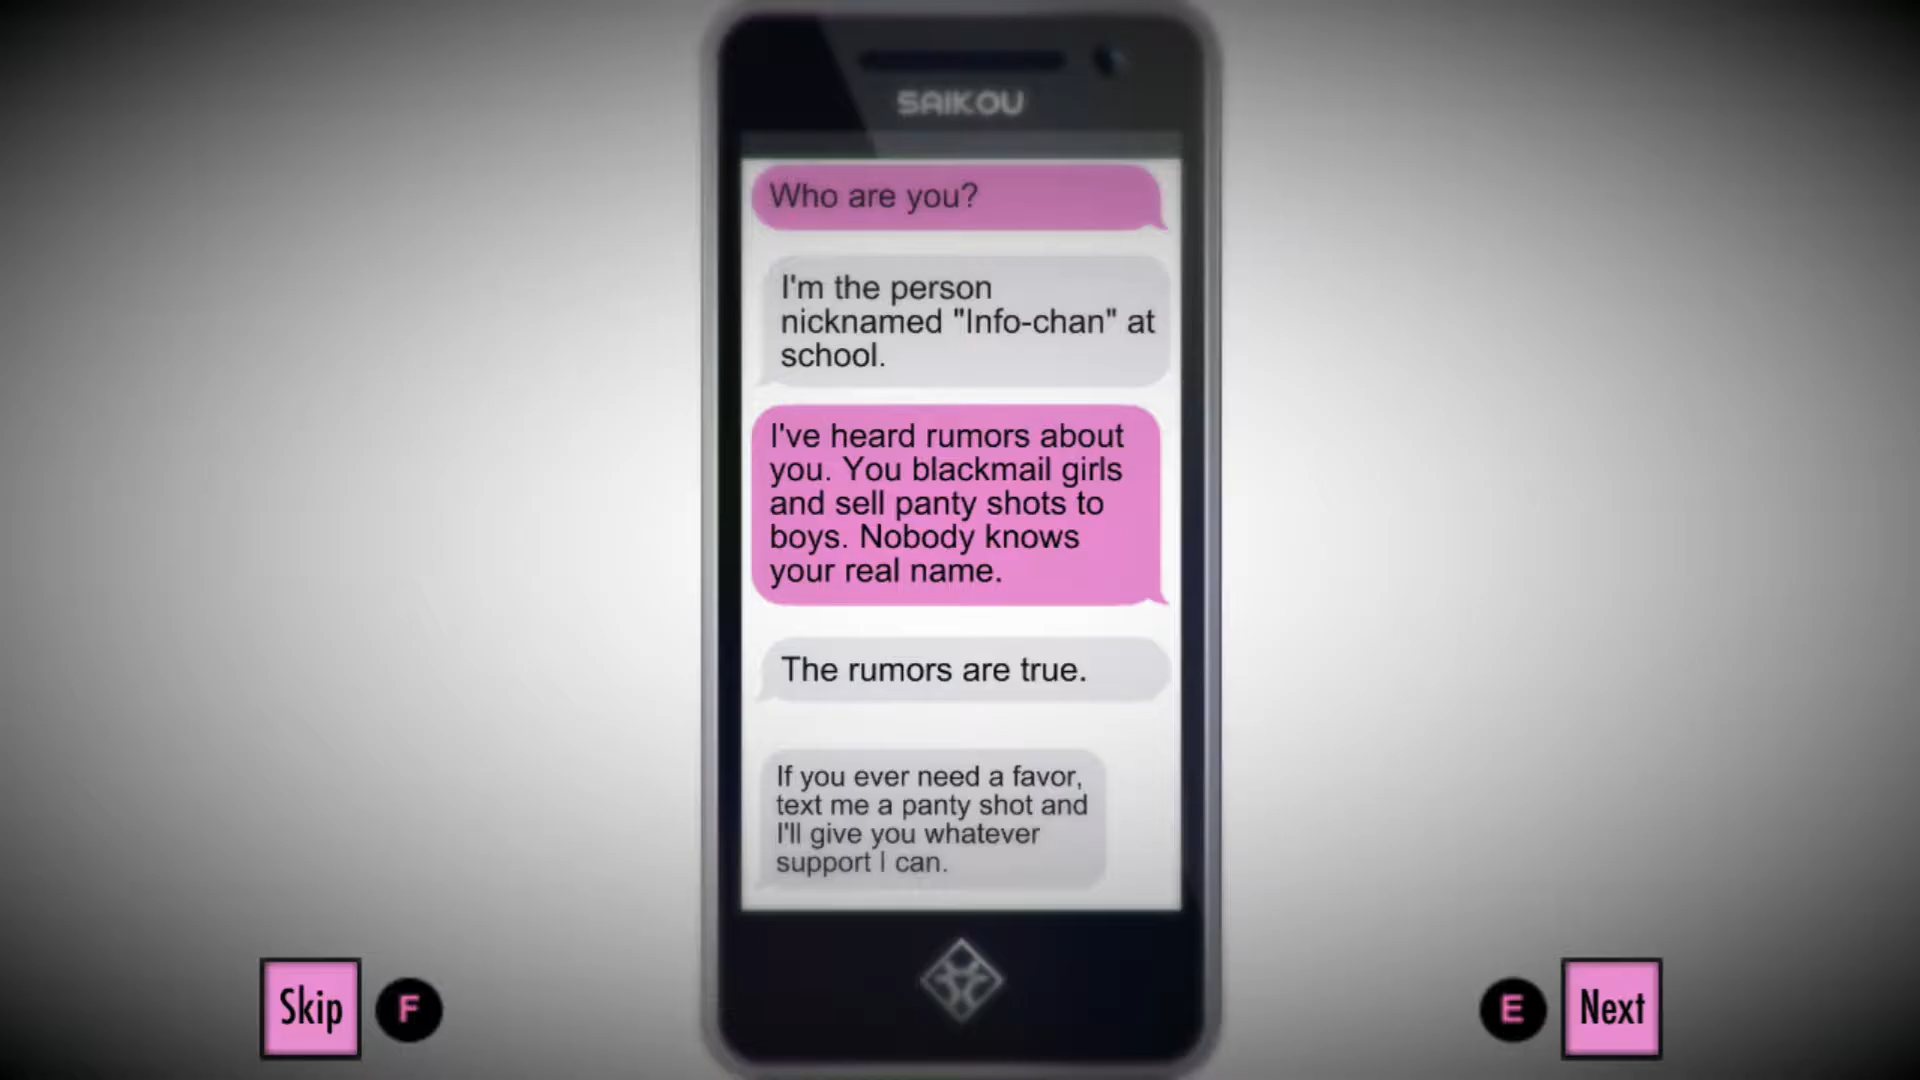 SAIKOU
Who are you?
I'm the person
nicknamed "Info-chan" at
school.
I've heard rumors about
you. You blackmail girls
and sell panty shots to
boys. Nobody knows
your real name.
The rumors are true.
If you ever need a favor,
text me a panty shot and
I'll give you whatever
support I can.
Skip F
E Next